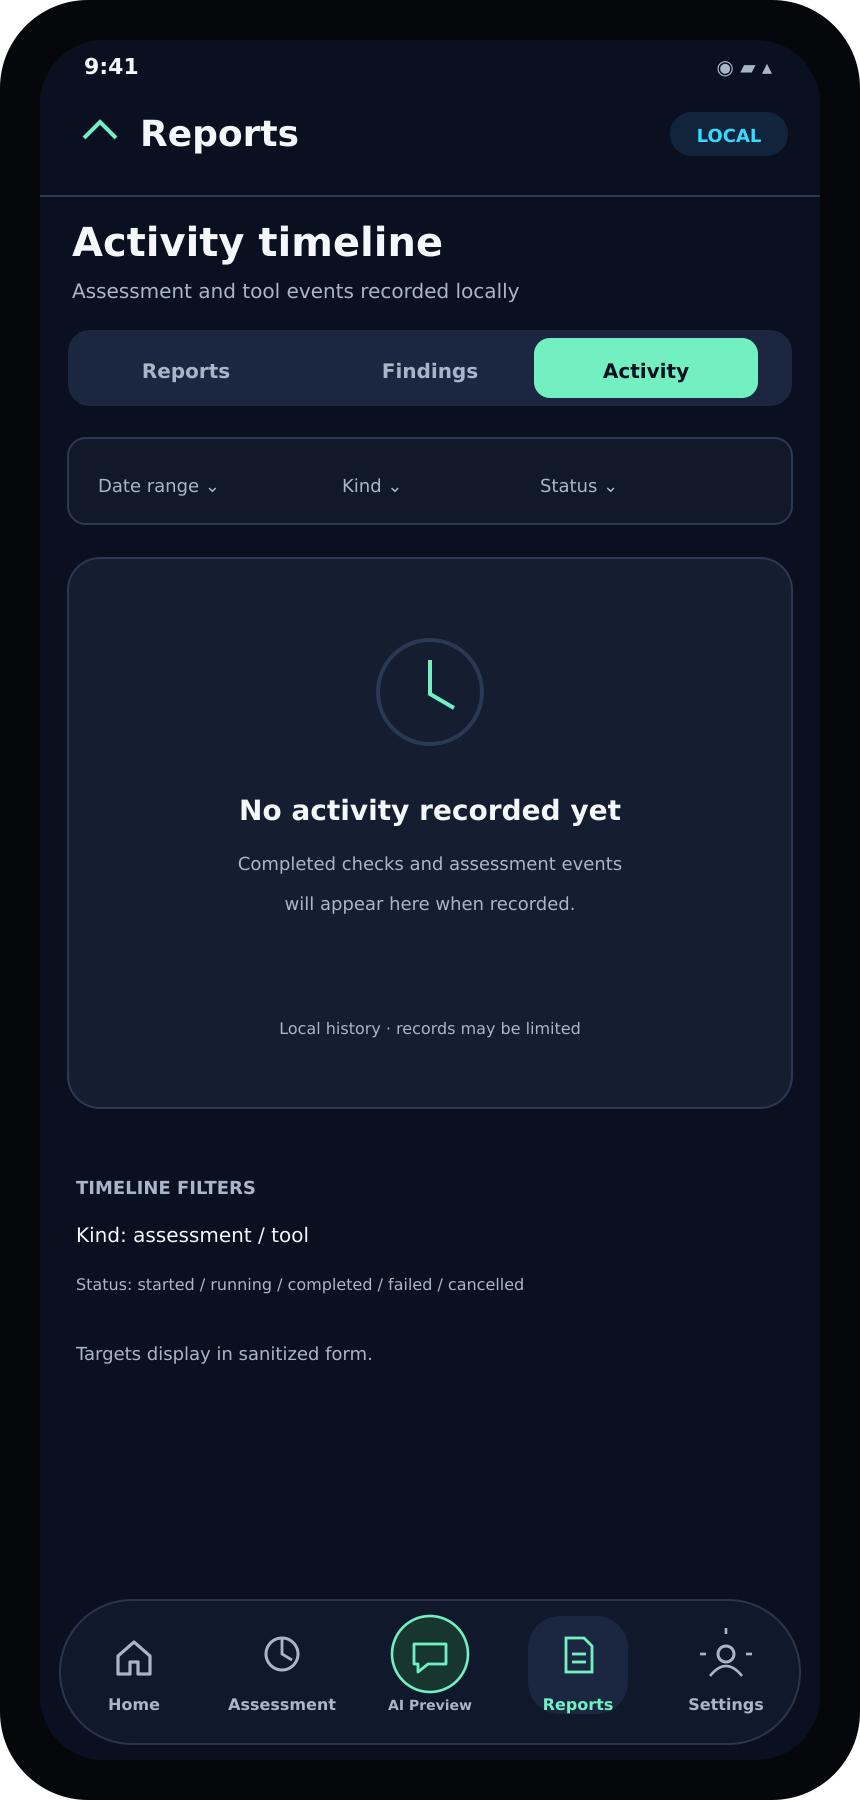 9:41
Reports
LOCAL
Activity timeline
Assessment and tool events recorded locally
Reports Findings Activity
Date range ⌄ Kind ⌄ Status ⌄
No activity recorded yet
Completed checks and assessment events
will appear here when recorded.
Local history · records may be limited
TIMELINE FILTERS
Kind: assessment / tool
Status: started / running / completed / failed / cancelled
Targets display in sanitized form.
Home Assessment AI Preview Reports Settings